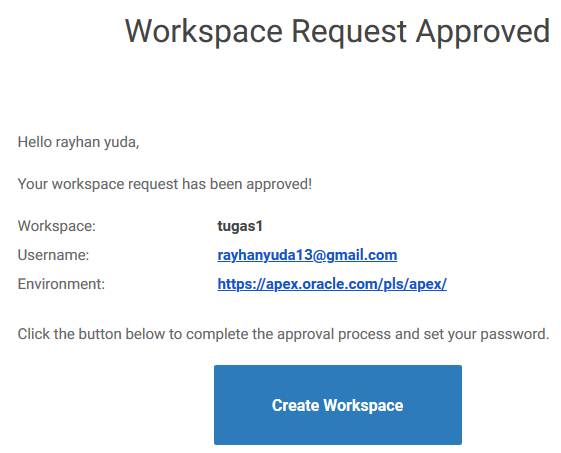 Workspace Request Approved
Hello rayhan yuda,
Your workspace request has been approved!
Workspace: tugas1
Username: rayhanyuda13@gmail.com
Environment: https://apex.oracle.com/pls/apex/
Click the button below to complete the approval process and set your password.
Create Workspace